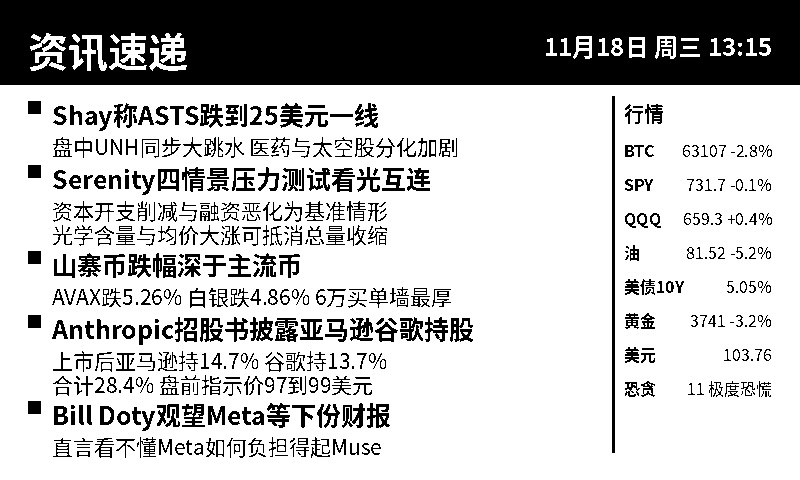 资讯速递
11月18日 周三 13:15
Shay称ASTS跌到25美元一线
盘中UNH同步大跳水 医药与太空股分化加剧
Serenity四情景压力测试看光互连
资本开支削减与融资恶化为基准情形
光学含量与均价大涨可抵消总量收缩
山寨币跌幅深于主流币
AVAX跌5.26% 白银跌4.86% 6万买单墙最厚
Anthropic招股书披露亚马逊谷歌持股
上市后亚马逊持14.7% 谷歌持13.7%
合计28.4% 盘前指示价97到99美元
Bill Doty观望Meta等下份财报
直言看不懂Meta如何负担得起Muse
行情
BTC 63107 -2.8%
SPY 731.7 -0.1%
QQQ 659.3 +0.4%
油 81.52 -5.2%
美债10Y 5.05%
黄金 3741 -3.2%
美元 103.76
恐贪 11 极度恐慌